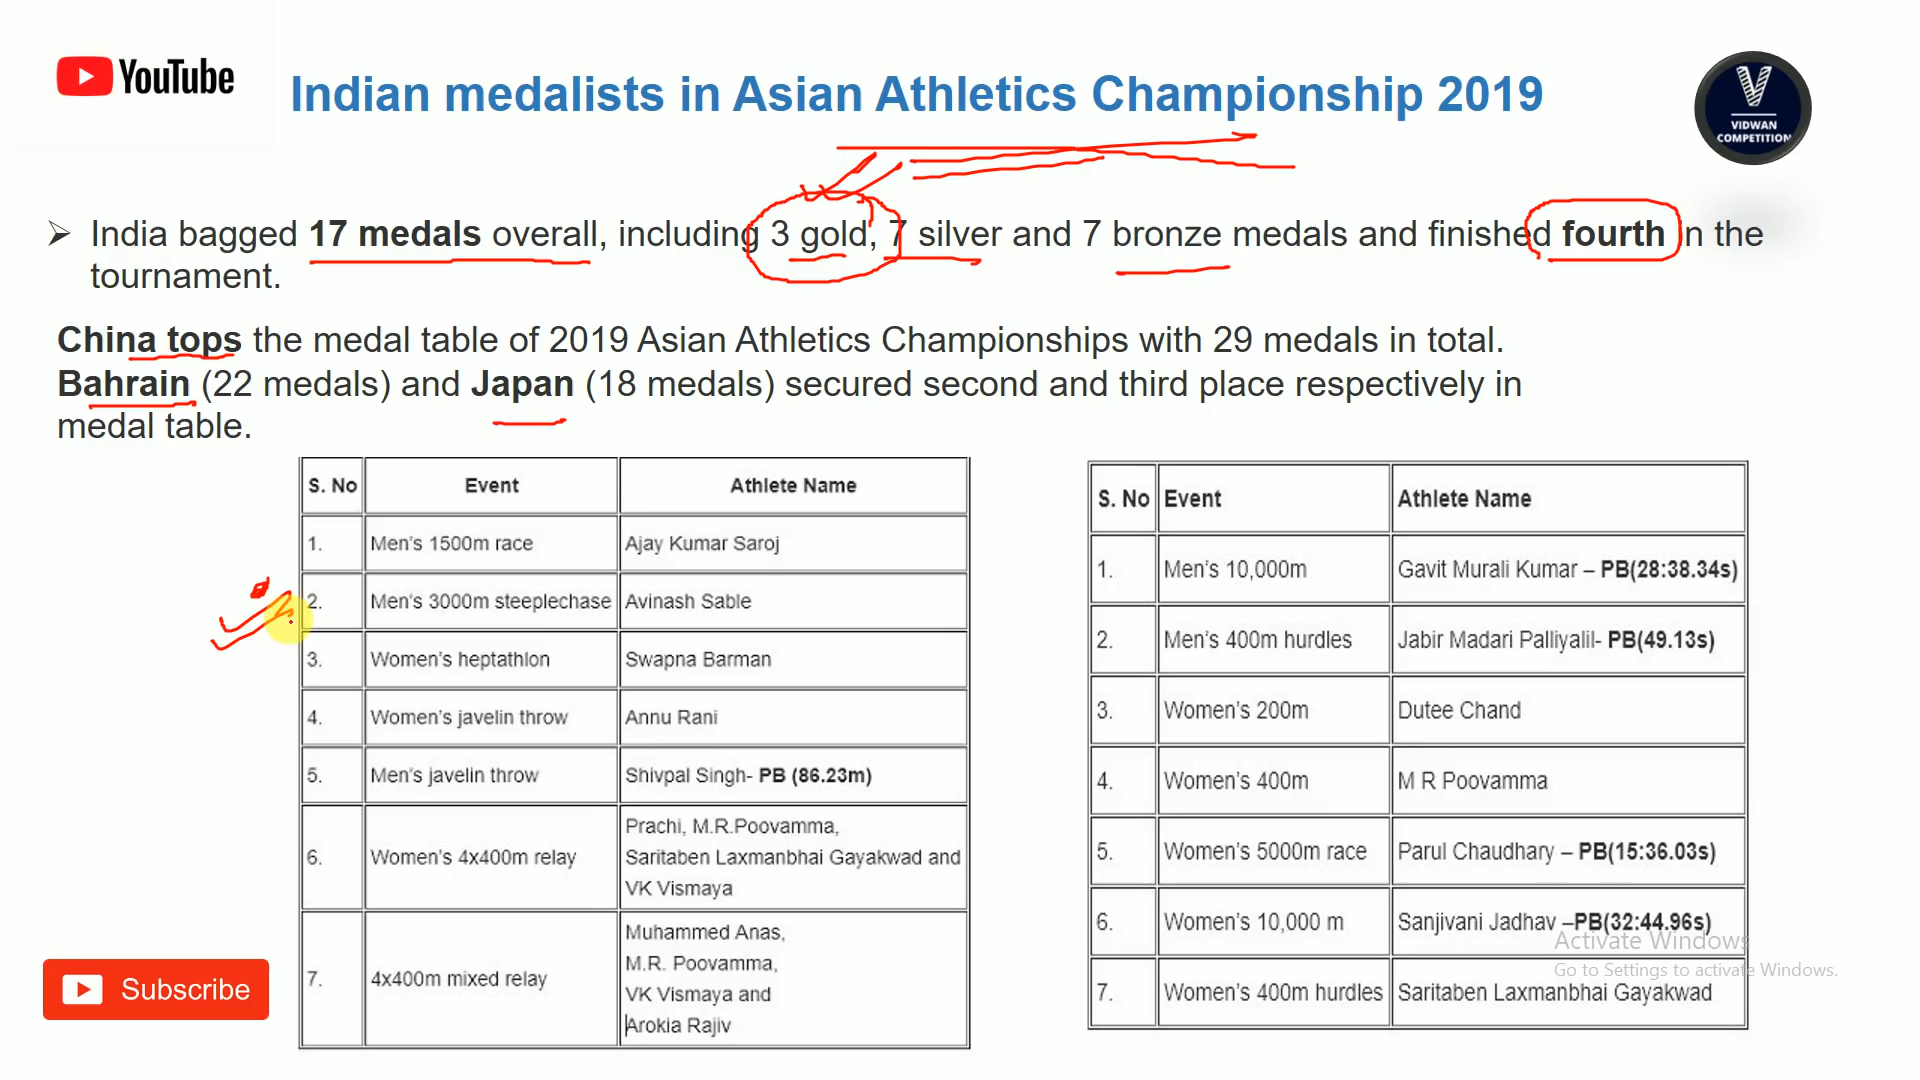 YouTube
Indian medalists in Asian Athletics Championship 2019
VIDWAN
COMPETITION
➢ India bagged 17 medals overall, including 3 gold, 7 silver and 7 bronze medals and finished fourth in the
tournament.
China tops the medal table of 2019 Asian Athletics Championships with 29 medals in total.
Bahrain (22 medals) and Japan (18 medals) secured second and third place respectively in
medal table.
S. No Event Athlete Name
1. Men's 1500m race Ajay Kumar Saroj
2. Men's 3000m steeplechase Avinash Sable
3. Women's heptathlon Swapna Barman
4. Women's javelin throw Annu Rani
5. Men's javelin throw Shivpal Singh- PB (86.23m)
6. Women's 4x400m relay Prachi, M.R.Poovamma,
Saritaben Laxmanbhai Gayakwad and
VK Vismaya
7. 4x400m mixed relay Muhammed Anas,
M.R. Poovamma,
VK Vismaya and
Arokia Rajiv
S. No Event Athlete Name
1. Men's 10,000m Gavit Murali Kumar – PB(28:38.34s)
2. Men's 400m hurdles Jabir Madari Palliyalil- PB(49.13s)
3. Women's 200m Dutee Chand
4. Women's 400m M R Poovamma
5. Women's 5000m race Parul Chaudhary – PB(15:36.03s)
6. Women's 10,000 m Sanjivani Jadhav –PB(32:44.96s)
7. Women's 400m hurdles Saritaben Laxmanbhai Gayakwad
Activate Windows
Go to Settings to activate Windows.
Subscribe